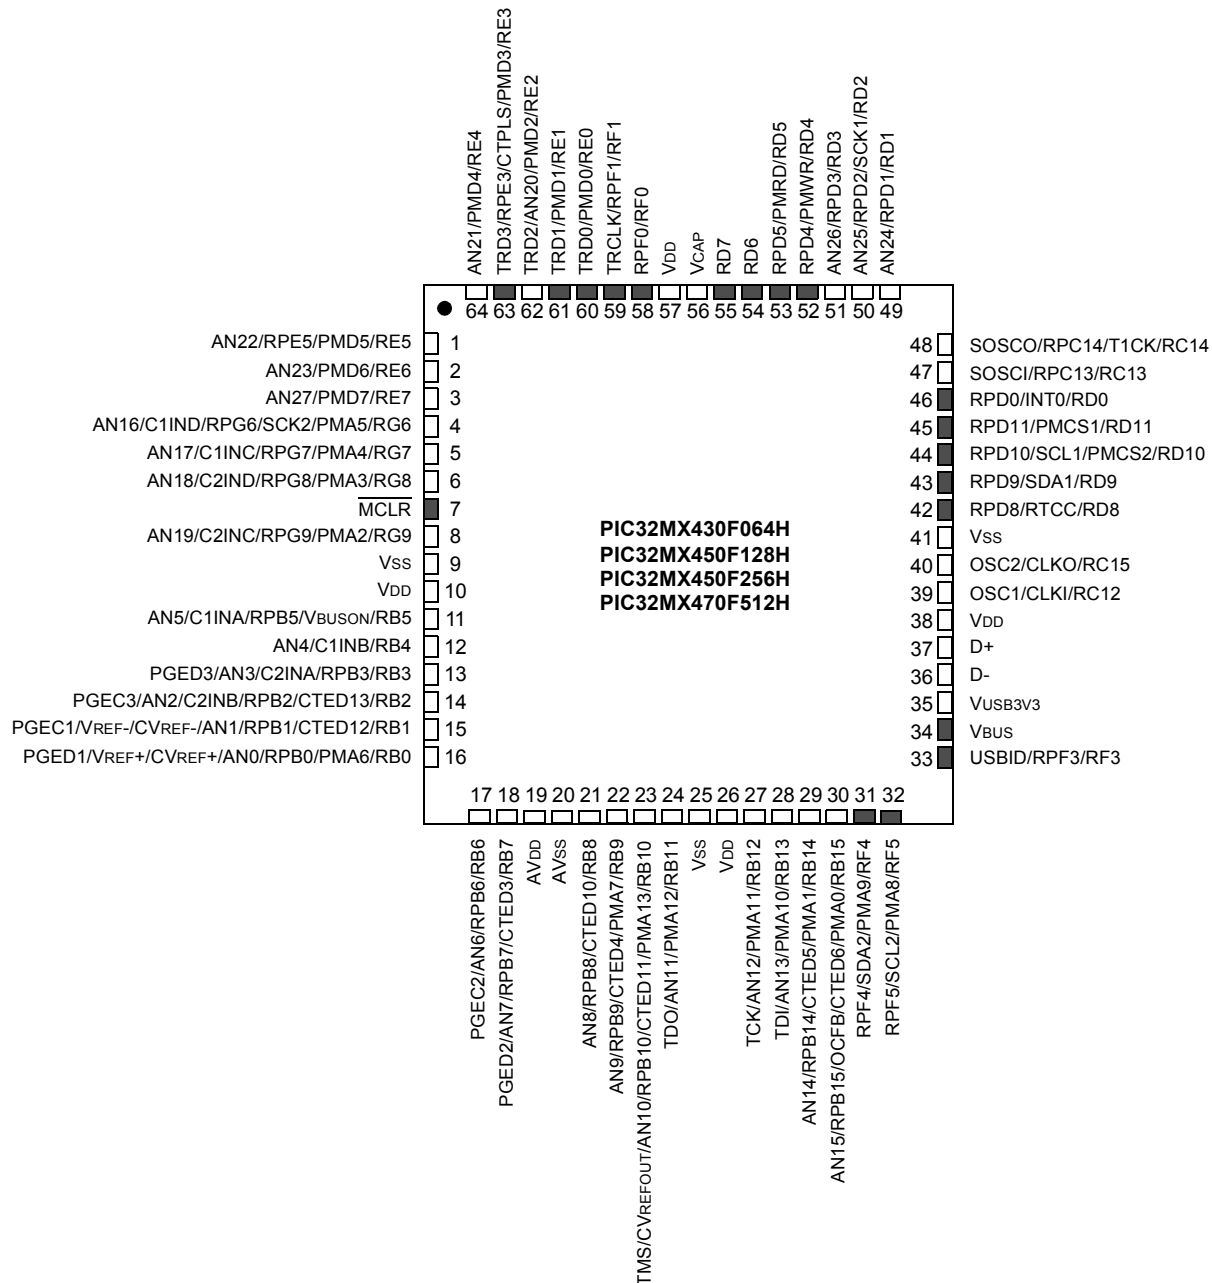 AN21/PMD4/RE4
TRD3/RPE3/CTPLS/PMD3/RE3
TRD2/AN20/PMD2/RE2
TRD1/PMD1/RE1
TRD0/PMD0/RE0
TRCLK/RPF1/RF1
RPF0/RF0
VDD
VCAP
RD7
RD6
RPD5/PMRD/RD5
RPD4/PMWR/RD4
AN26/RPD3/RD3
AN25/RPD2/SCK1/RD2
AN24/RPD1/RD1
64 63 62 61 60 59 58 57 56 55 54 53 52 51 50 49
AN22/RPE5/PMD5/RE5 1
AN23/PMD6/RE6 2
AN27/PMD7/RE7 3
AN16/C1IND/RPG6/SCK2/PMA5/RG6 4
AN17/C1INC/RPG7/PMA4/RG7 5
AN18/C2IND/RPG8/PMA3/RG8 6
MCLR 7
AN19/C2INC/RPG9/PMA2/RG9 8
VSS 9
VDD 10
AN5/C1INA/RPB5/VBUSON/RB5 11
AN4/C1INB/RB4 12
PGED3/AN3/C2INA/RPB3/RB3 13
PGEC3/AN2/C2INB/RPB2/CTED13/RB2 14
PGEC1/VREF-/CVREF-/AN1/RPB1/CTED12/RB1 15
PGED1/VREF+/CVREF+/AN0/RPB0/PMA6/RB0 16
PIC32MX430F064H
PIC32MX450F128H
PIC32MX450F256H
PIC32MX470F512H
48 SOSCO/RPC14/T1CK/RC14
47 SOSCI/RPC13/RC13
46 RPD0/INT0/RD0
45 RPD11/PMCS1/RD11
44 RPD10/SCL1/PMCS2/RD10
43 RPD9/SDA1/RD9
42 RPD8/RTCC/RD8
41 VSS
40 OSC2/CLKO/RC15
39 OSC1/CLKI/RC12
38 VDD
37 D+
36 D-
35 VUSB3V3
34 VBUS
33 USBID/RPF3/RF3
17 18 19 20 21 22 23 24 25 26 27 28 29 30 31 32
PGEC2/AN6/RPB6/RB6
PGED2/AN7/RPB7/CTED3/RB7
AVDD
AVSS
AN8/RPB8/CTED10/RB8
AN9/RPB9/CTED4/PMA7/RB9
TMS/CVREFOUT/AN10/RPB10/CTED11/PMA13/RB10
TDO/AN11/PMA12/RB11
VSS
VDD
TCK/AN12/PMA11/RB12
TDI/AN13/PMA10/RB13
AN14/RPB14/CTED5/PMA1/RB14
AN15/RPB15/OCFB/CTED6/PMA0/RB15
RPF4/SDA2/PMA9/RF4
RPF5/SCL2/PMA8/RF5